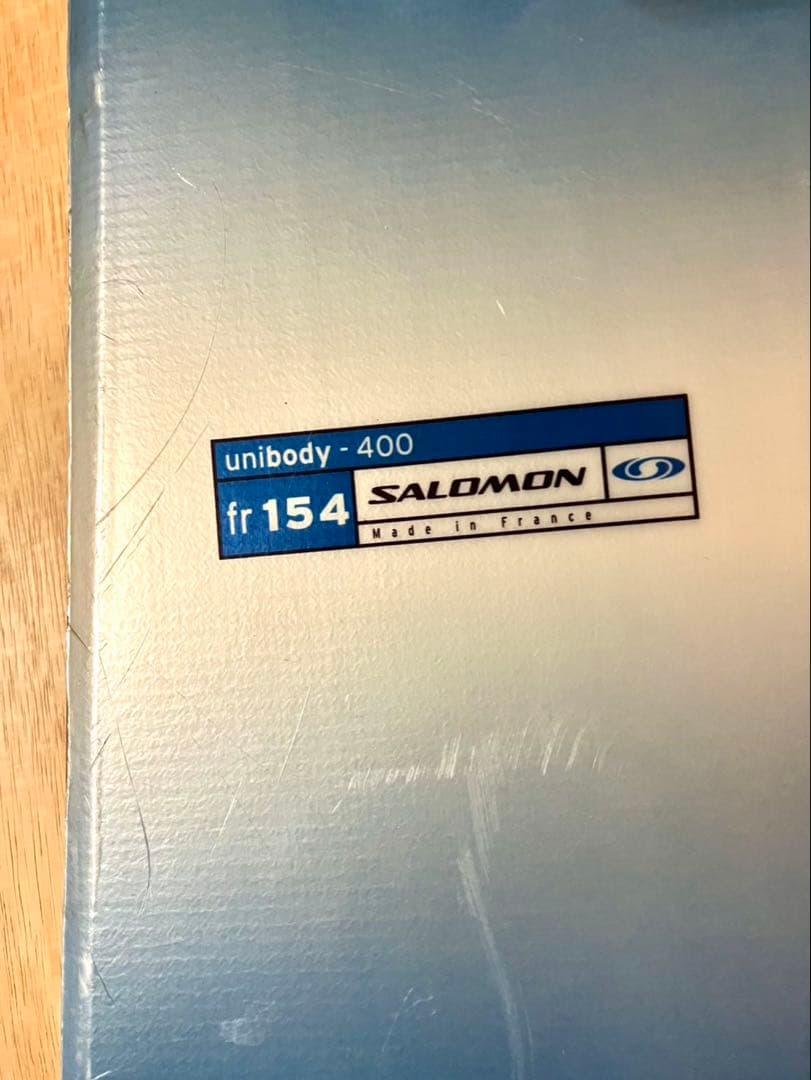 unibody - 400
fr 154
SALOMON
Made in France